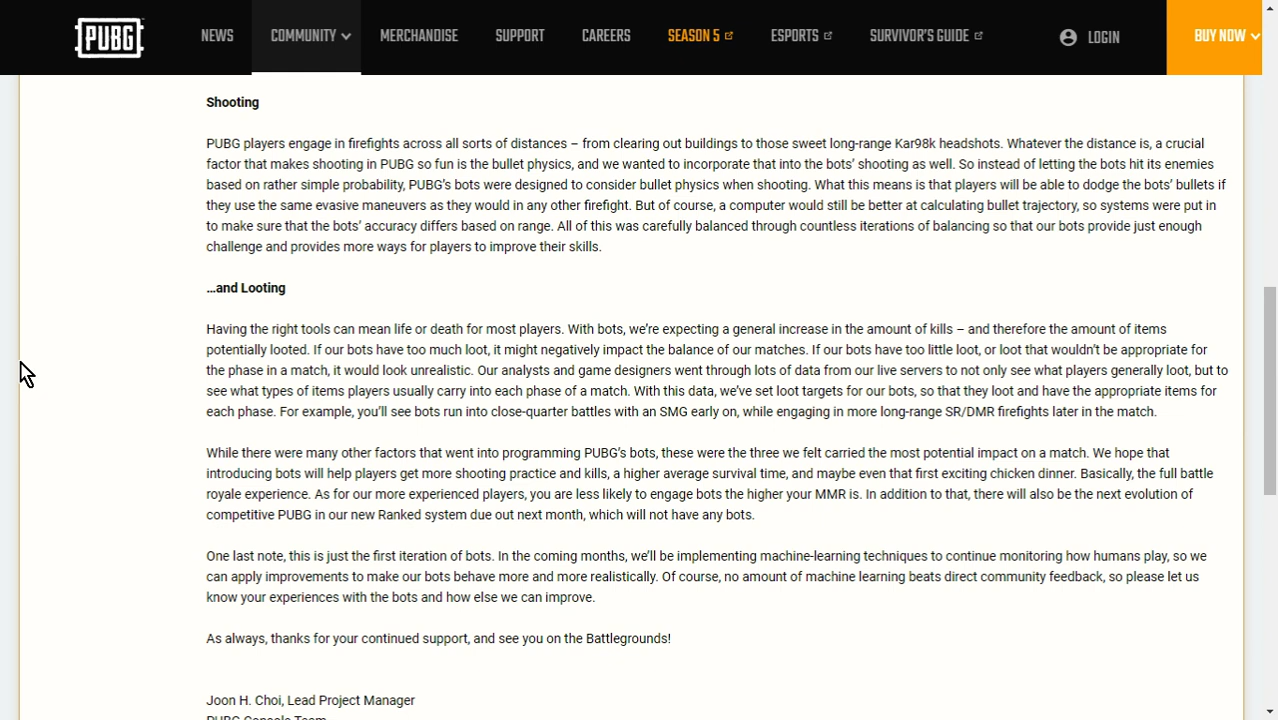 PUBG NEWS COMMUNITY MERCHANDISE SUPPORT CAREERS SEASON 5 ESPORTS SURVIVOR'S GUIDE LOGIN BUY NOW
Shooting
PUBG players engage in firefights across all sorts of distances – from clearing out buildings to those sweet long-range Kar98k headshots. Whatever the distance is, a crucial
factor that makes shooting in PUBG so fun is the bullet physics, and we wanted to incorporate that into the bots’ shooting as well. So instead of letting the bots hit its enemies
based on rather simple probability, PUBG’s bots were designed to consider bullet physics when shooting. What this means is that players will be able to dodge the bots’ bullets if
they use the same evasive maneuvers as they would in any other firefight. But of course, a computer would still be better at calculating bullet trajectory, so systems were put in
to make sure that the bots’ accuracy differs based on range. All of this was carefully balanced through countless iterations of balancing so that our bots provide just enough
challenge and provides more ways for players to improve their skills.
…and Looting
Having the right tools can mean life or death for most players. With bots, we’re expecting a general increase in the amount of kills – and therefore the amount of items
potentially looted. If our bots have too much loot, it might negatively impact the balance of our matches. If our bots have too little loot, or loot that wouldn’t be appropriate for
the phase in a match, it would look unrealistic. Our analysts and game designers went through lots of data from our live servers to not only see what players generally loot, but to
see what types of items players usually carry into each phase of a match. With this data, we’ve set loot targets for our bots, so that they loot and have the appropriate items for
each phase. For example, you’ll see bots run into close-quarter battles with an SMG early on, while engaging in more long-range SR/DMR firefights later in the match.
While there were many other factors that went into programming PUBG’s bots, these were the three we felt carried the most potential impact on a match. We hope that
introducing bots will help players get more shooting practice and kills, a higher average survival time, and maybe even that first exciting chicken dinner. Basically, the full battle
royale experience. As for our more experienced players, you are less likely to engage bots the higher your MMR is. In addition to that, there will also be the next evolution of
competitive PUBG in our new Ranked system due out next month, which will not have any bots.
One last note, this is just the first iteration of bots. In the coming months, we’ll be implementing machine-learning techniques to continue monitoring how humans play, so we
can apply improvements to make our bots behave more and more realistically. Of course, no amount of machine learning beats direct community feedback, so please let us
know your experiences with the bots and how else we can improve.
As always, thanks for your continued support, and see you on the Battlegrounds!
Joon H. Choi, Lead Project Manager
PUBG Console Team